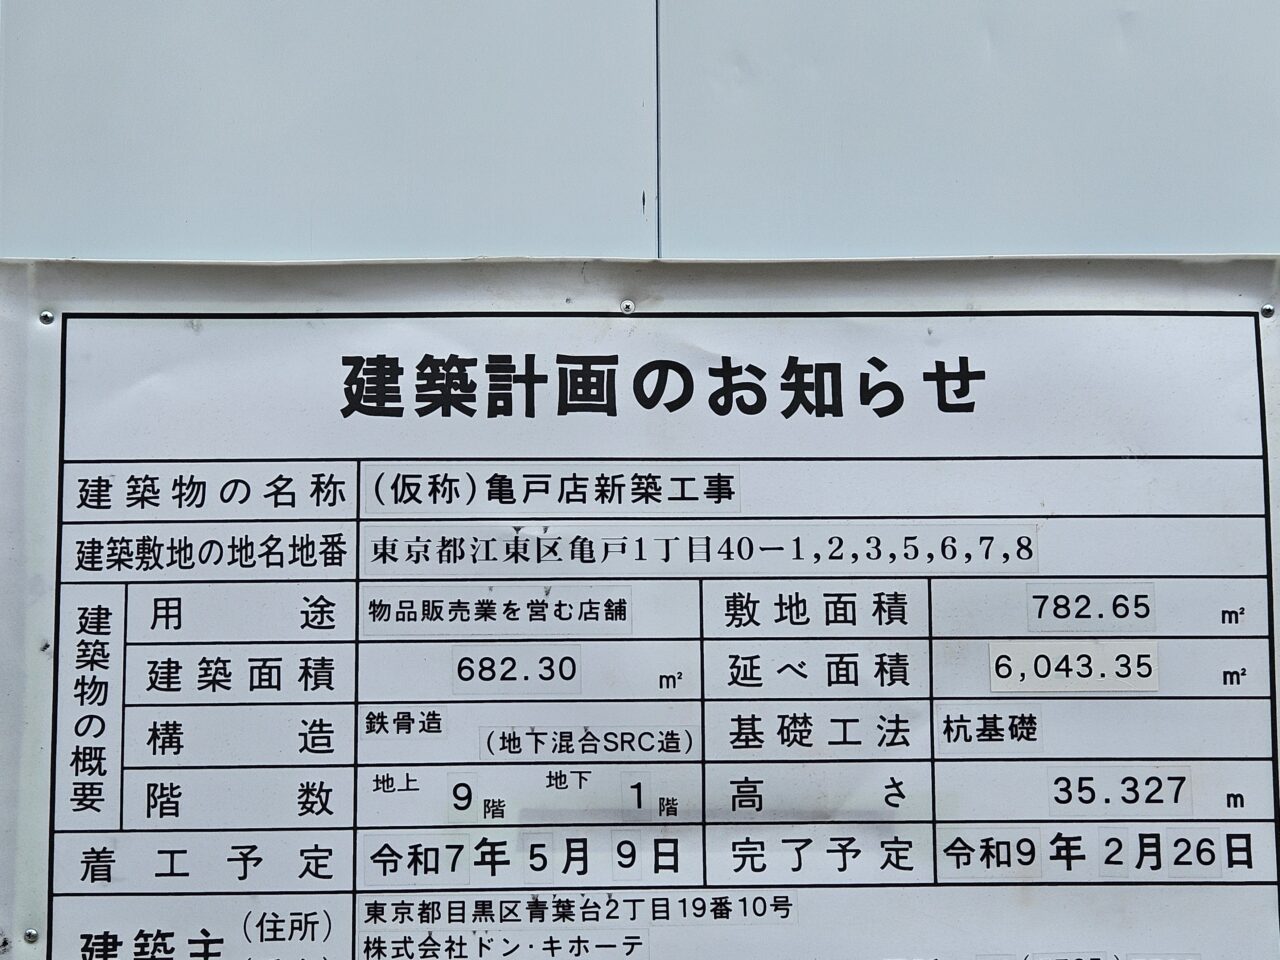 建築計画のお知らせ
建築物の名称 (仮称)亀戸店新築工事
建築敷地の地名地番 東京都江東区亀戸1丁目40ー1,2,3,5,6,7,8
建築物の概要
用途 物品販売業を営む店舗 敷地面積 782.65 m²
建築面積 682.30 m² 延べ面積 6,043.35 m²
構造 鉄骨造 (地下混合SRC造) 基礎工法 杭基礎
階数 地上 9階 地下 1階 高さ 35.327 m
着工予定 令和7年5月9日 完了予定 令和9年2月26日
建築主 (住所) 東京都目黒区青葉台2丁目19番10号
株式会社ドン・キホーテ